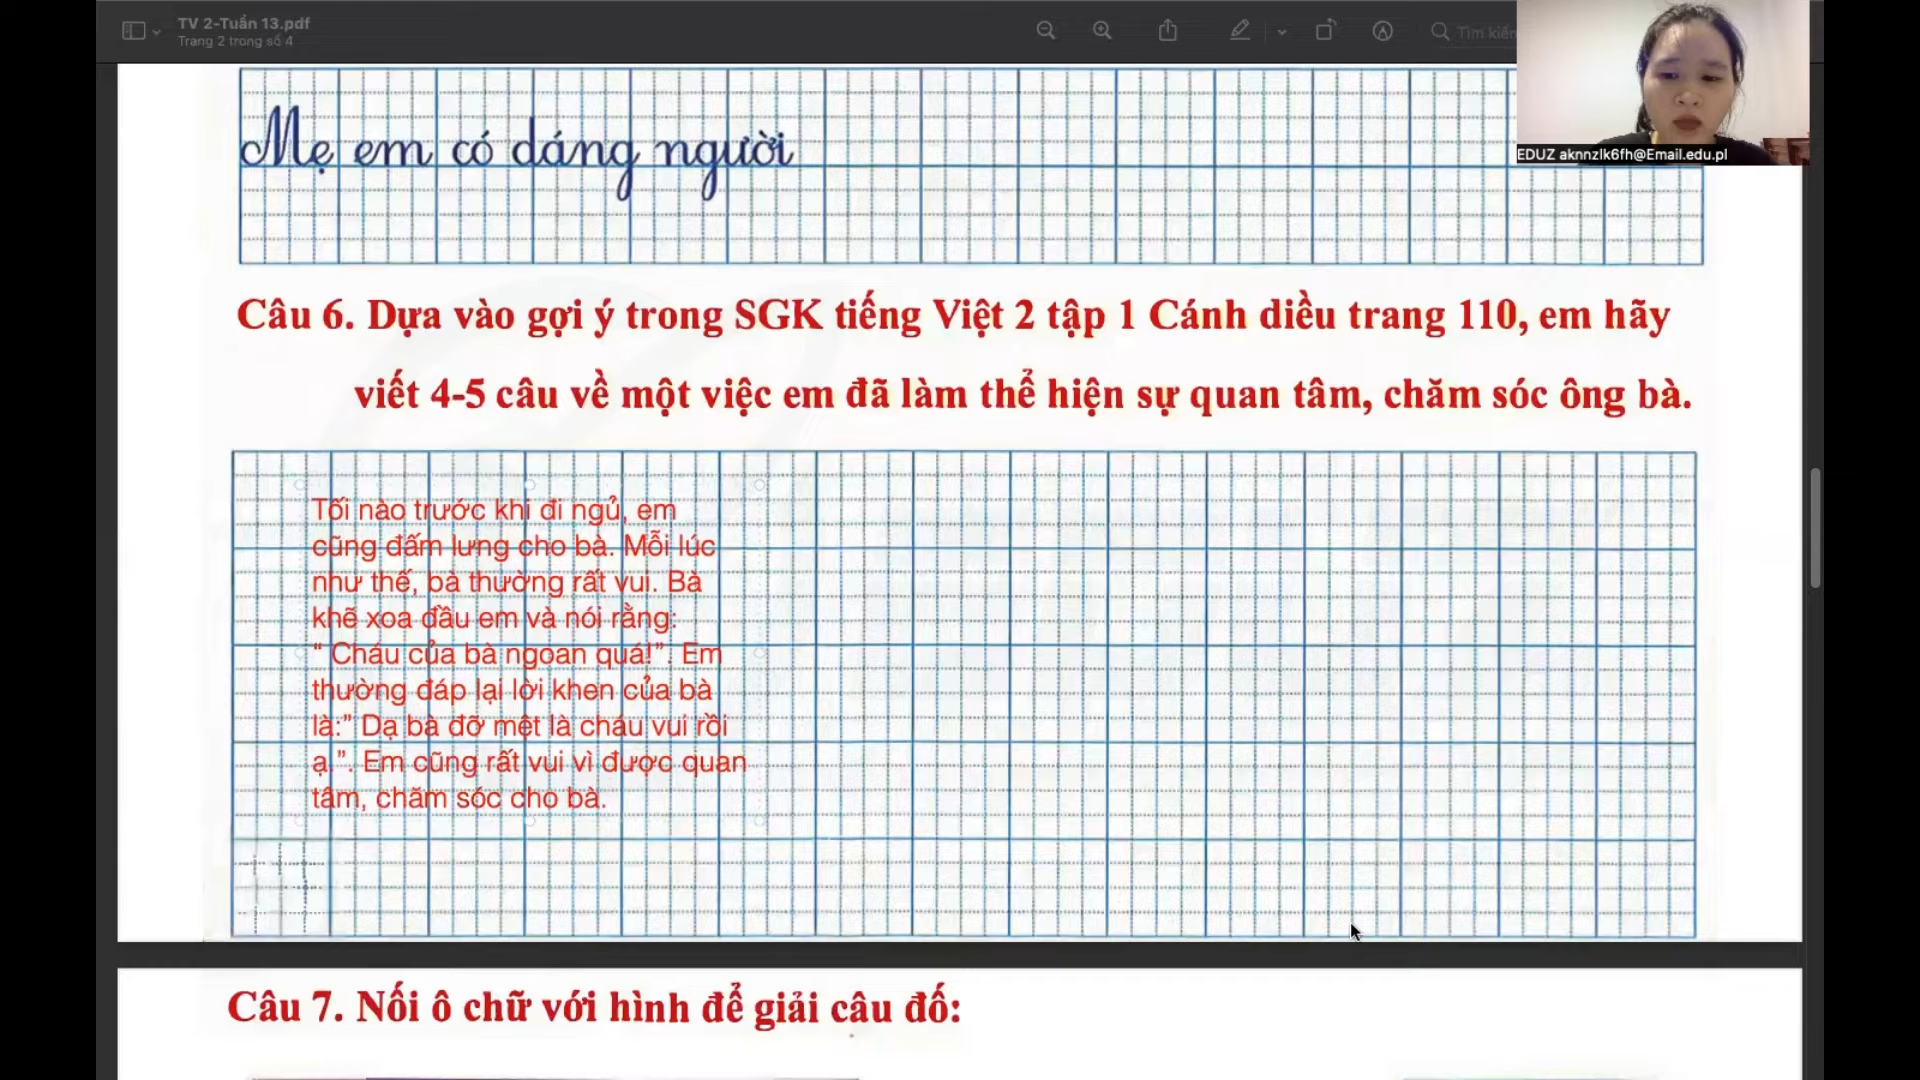 TV 2-Tuần 13.pdf
Trang 2 trong số 4
Tìm kiếm
EDUZ aknnzlk6fh@Email.edu.pl
Mẹ em có dáng người
Câu 6. Dựa vào gợi ý trong SGK tiếng Việt 2 tập 1 Cánh diều trang 110, em hãy
viết 4-5 câu về một việc em đã làm thể hiện sự quan tâm, chăm sóc ông bà.
Tối nào trước khi đi ngủ, em
cũng đấm lưng cho bà. Mỗi lúc
như thế, bà thường rất vui. Bà
khẽ xoa đầu em và nói rằng:
“ Cháu của bà ngoan quá!”. Em
thường đáp lại lời khen của bà
là:” Dạ bà đỡ mệt là cháu vui rồi
ạ.”. Em cũng rất vui vì được quan
tâm, chăm sóc cho bà.
Câu 7. Nối ô chữ với hình để giải câu đố: